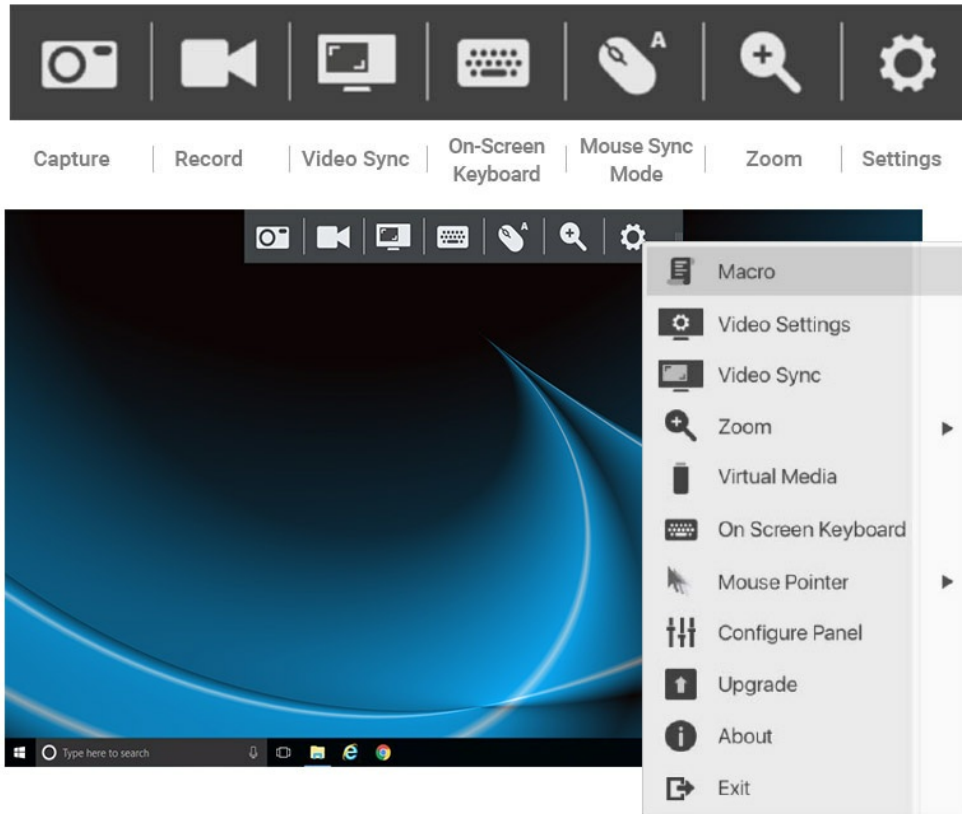 A
Capture
Record
Video Sync
On-Screen
Keyboard
Mouse Sync
Mode
Zoom
Settings
A
Macro
Video Settings
Video Sync
Zoom
Virtual Media
On Screen Keyboard
Mouse Pointer
Configure Panel
Upgrade
About
Exit
Type here to search